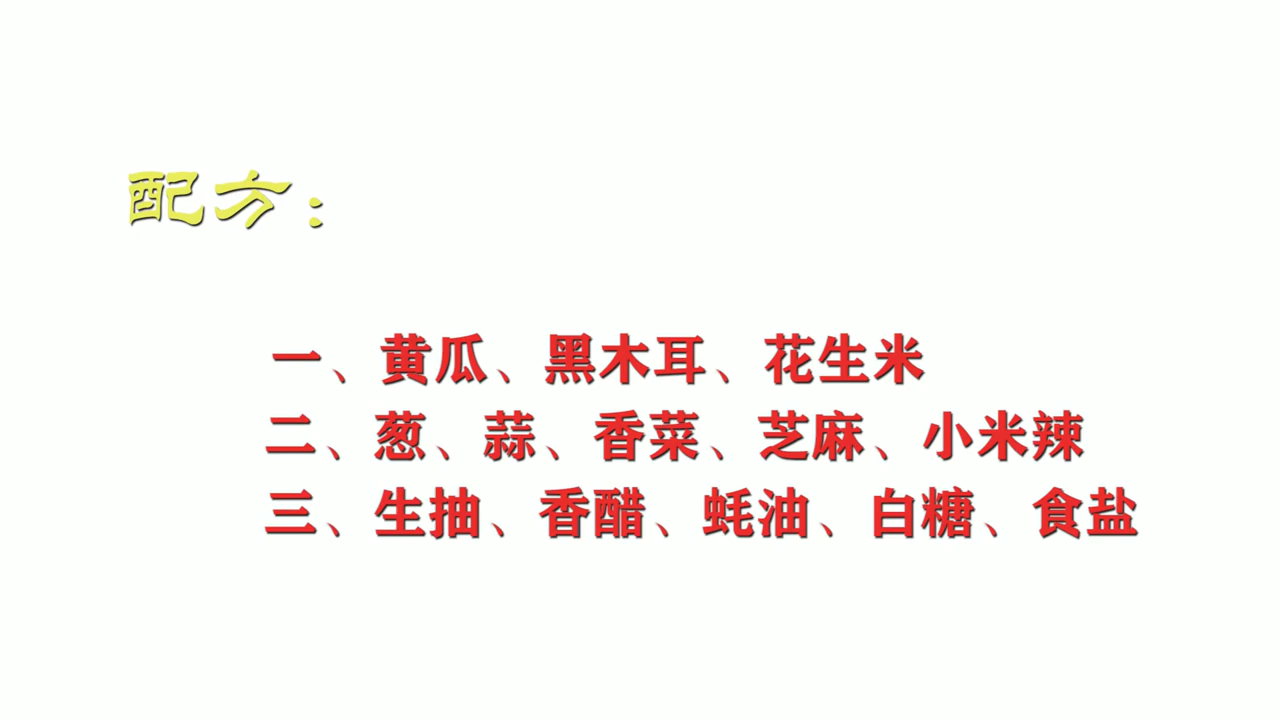 配方：
一、黄瓜、黑木耳、花生米
二、葱、蒜、香菜、芝麻、小米辣
三、生抽、香醋、蚝油、白糖、食盐